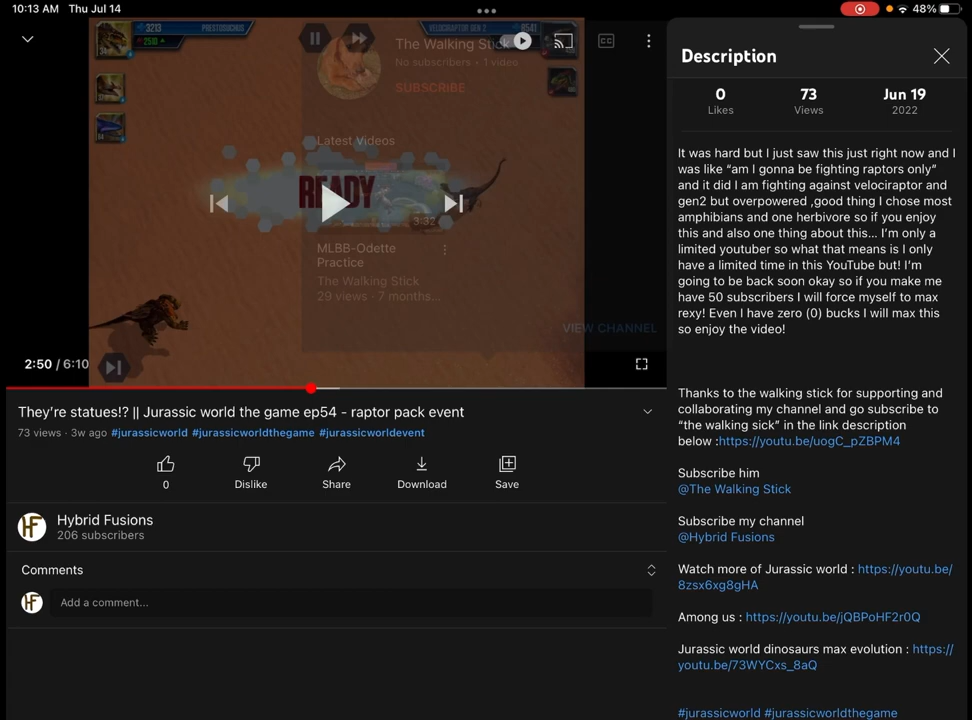 10:13 AM Thu Jul 14
48%
3213 PRESTOSUCHUS
2510
VELOCIRAPTOR GEN 2 8541
The Walking Stick
No subscribers • 1 video
SUBSCRIBE
CC
Latest Videos
READY
3:32
MLBB-Odette
Practice
The Walking Stick
29 views · 7 months...
VIEW CHANNEL
2:50 / 6:10
They're statues!? || Jurassic world the game ep54 - raptor pack event
73 views · 3w ago #jurassicworld #jurassicworldthegame #jurassicworldevent
0 Dislike Share Download Save
HF Hybrid Fusions
206 subscribers
Comments
HF Add a comment...
Description
0 73 Jun 19
Likes Views 2022
It was hard but I just saw this just right now and I
was like “am I gonna be fighting raptors only”
and it did I am fighting against velociraptor and
gen2 but overpowered ,good thing I chose most
amphibians and one herbivore so if you enjoy
this and also one thing about this... I'm only a
limited youtuber so what that means is I only
have a limited time in this YouTube but! I'm
going to be back soon okay so if you make me
have 50 subscribers I will force myself to max
rexy! Even I have zero (0) bucks I will max this
so enjoy the video!
Thanks to the walking stick for supporting and
collaborating my channel and go subscribe to
“the walking sick” in the link description
below :https://youtu.be/uogC_pZBPM4
Subscribe him
@The Walking Stick
Subscribe my channel
@Hybrid Fusions
Watch more of Jurassic world : https://youtu.be/
8zsx6xg8gHA
Among us : https://youtu.be/jQBPoHF2r0Q
Jurassic world dinosaurs max evolution : https://
youtu.be/73WYCxs_8aQ
#jurassicworld #jurassicworldthegame